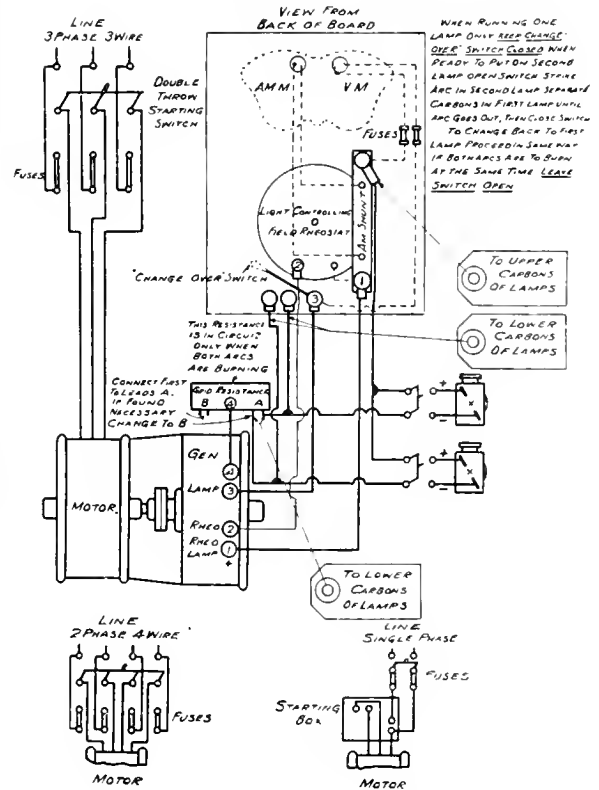 LINE
3 PHASE 3 WIRE
DOUBLE
THROW
STARTING
SWITCH
FUSES
VIEW FROM
BACK OF BOARD
AMM
VM
FUSES
LIGHT CONTROLLING
FIELD RHEOSTAT
AM SHUNT
2
1
"CHANGE OVER" SWITCH
3
WHEN RUNNING ONE
LAMP ONLY KEEP CHANGE
OVER SWITCH CLOSED WHEN
READY TO PUT ON SECOND
LAMP OPEN SWITCH STRIKE
ARC IN SECOND LAMP SEPARATE
CARBONS IN FIRST LAMP UNTIL
ARC GOES OUT, THEN CLOSE SWITCH
TO CHANGE BACK TO FIRST
LAMP PROCEED IN SAME WAY
IF BOTH ARCS ARE TO BURN
AT THE SAME TIME LEAVE
SWITCH OPEN
TO UPPER
CARBONS
OF LAMPS
TO LOWER
CARBONS
OF LAMPS
THIS RESISTANCE
IS IN CIRCUIT
ONLY WHEN
BOTH ARCS
ARE BURNING
CONNECT FIRST
TO LEADS A.
IF FOUND
NECESSARY
CHANGE TO B
GRID RESISTANCE
B 4 A
+
X
-
+
X
-
GEN
4
LAMP 3
MOTOR.
RHEO 2
RHEO
LAMP 1
+
TO LOWER
CARBONS
OF LAMPS
LINE
2 PHASE 4 WIRE
FUSES
MOTOR
LINE
SINGLE PHASE
FUSES
STARTING
BOX
MOTOR